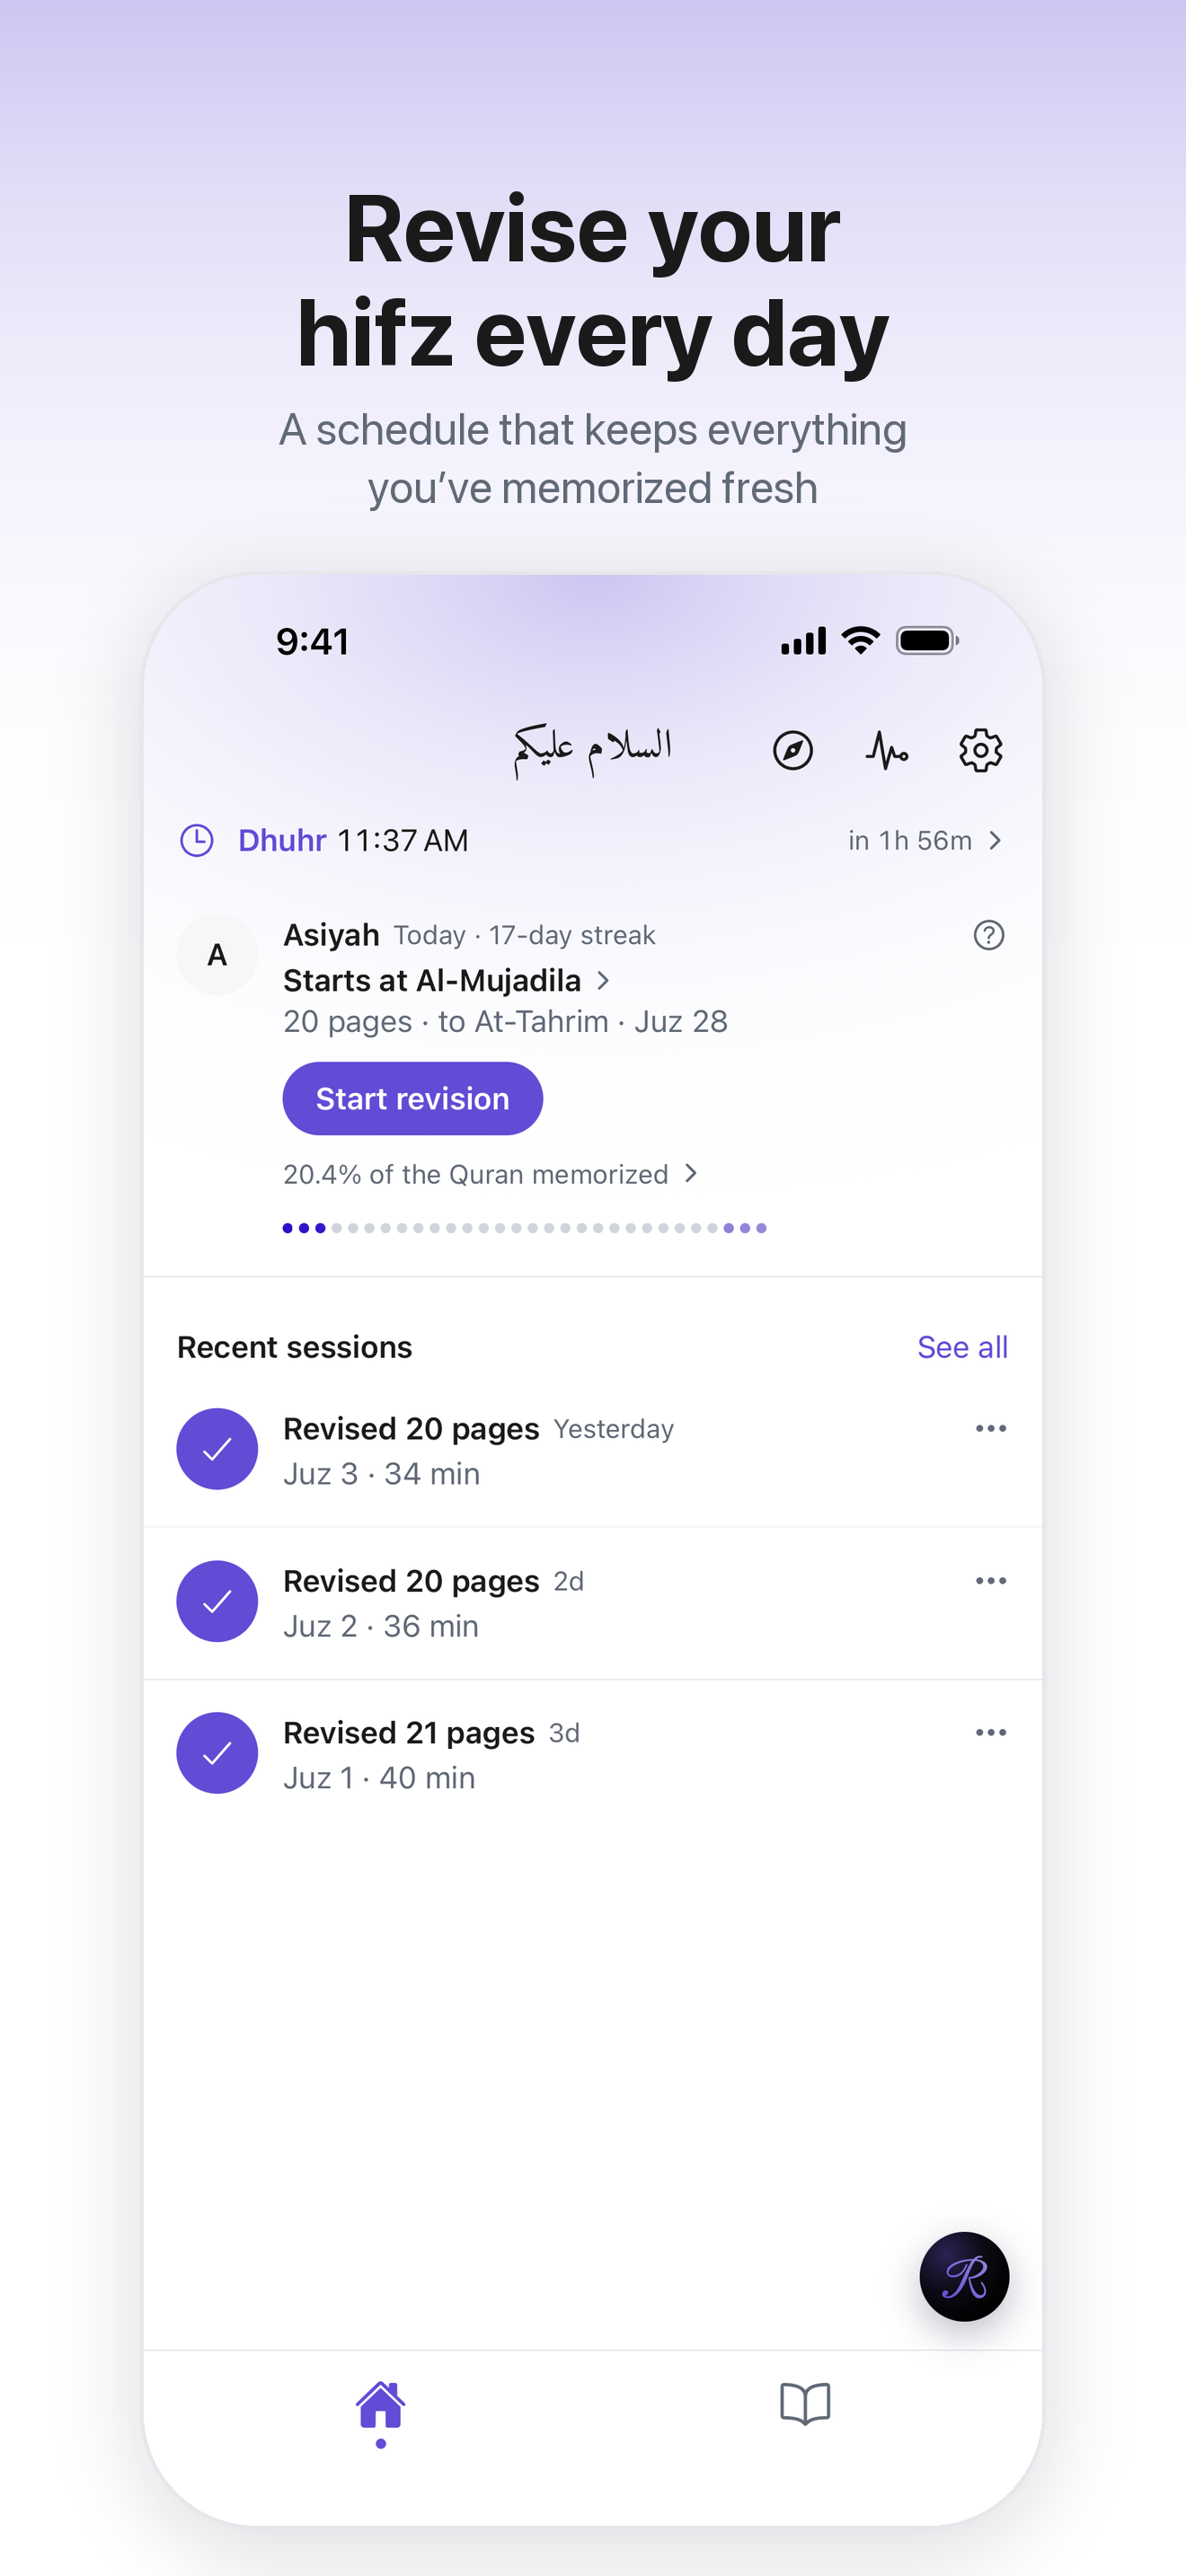 Revise your
hifz every day
A schedule that keeps everything
you’ve memorized fresh
9:41
السلام عليكم
Dhuhr 11:37 AM
in 1h 56m
A
Asiyah Today · 17-day streak
Starts at Al-Mujadila
20 pages · to At-Tahrim · Juz 28
Start revision
20.4% of the Quran memorized
Recent sessions
See all
Revised 20 pages Yesterday
Juz 3 · 34 min
Revised 20 pages 2d
Juz 2 · 36 min
Revised 21 pages 3d
Juz 1 · 40 min
R